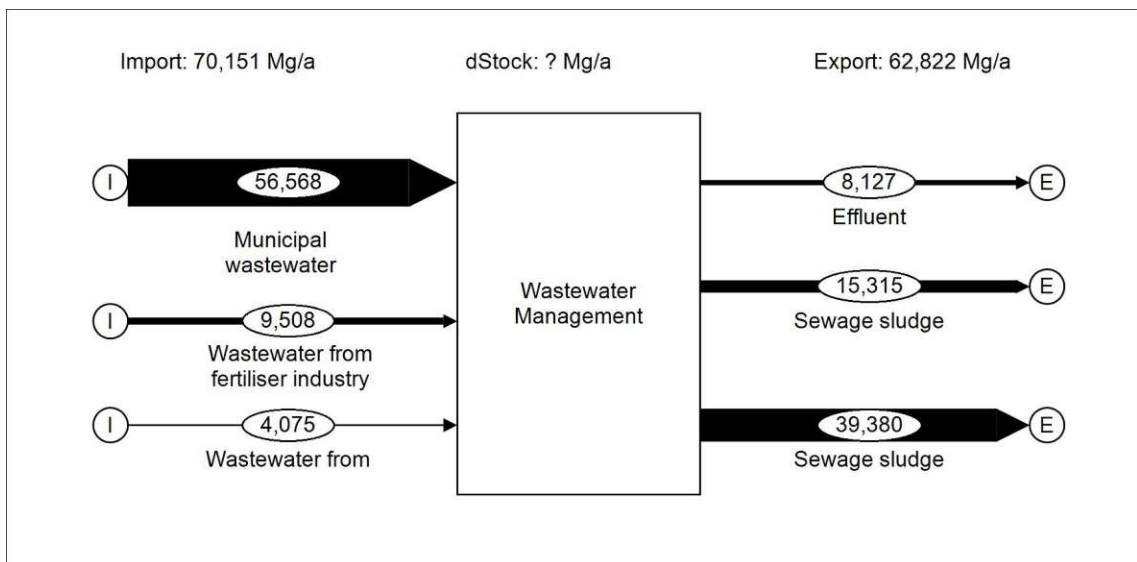 Import: 70,151 Mg/a
dStock: ? Mg/a
Export: 62,822 Mg/a
I
56,568
Municipal
wastewater
I
9,508
Wastewater from
fertiliser industry
I
4,075
Wastewater from
Wastewater
Management
8,127
E
Effluent
15,315
E
Sewage sludge
39,380
E
Sewage sludge